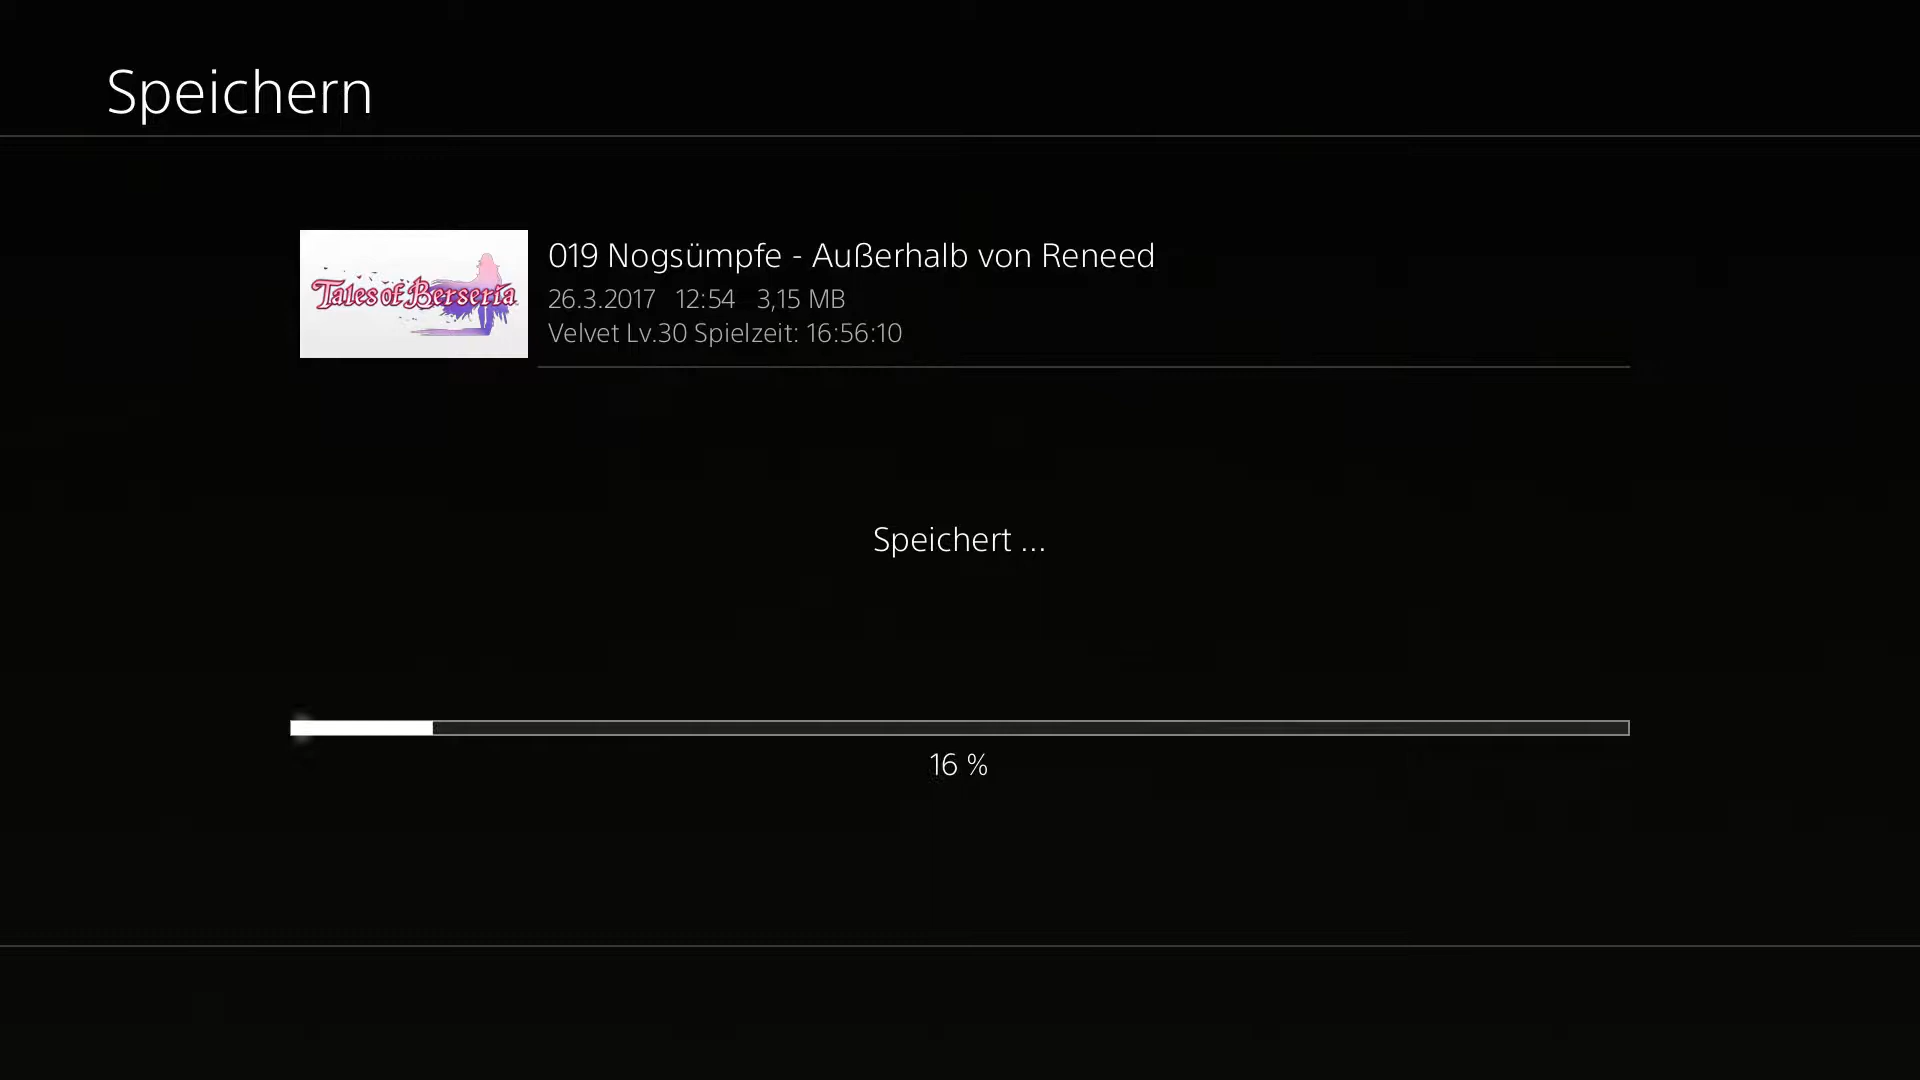 Speichern
Tales of Berseria
019 Nogsümpfe - Außerhalb von Reneed
26.3.2017 12:54 3,15 MB
Velvet Lv.30 Spielzeit: 16:56:10
Speichert ...
16 %